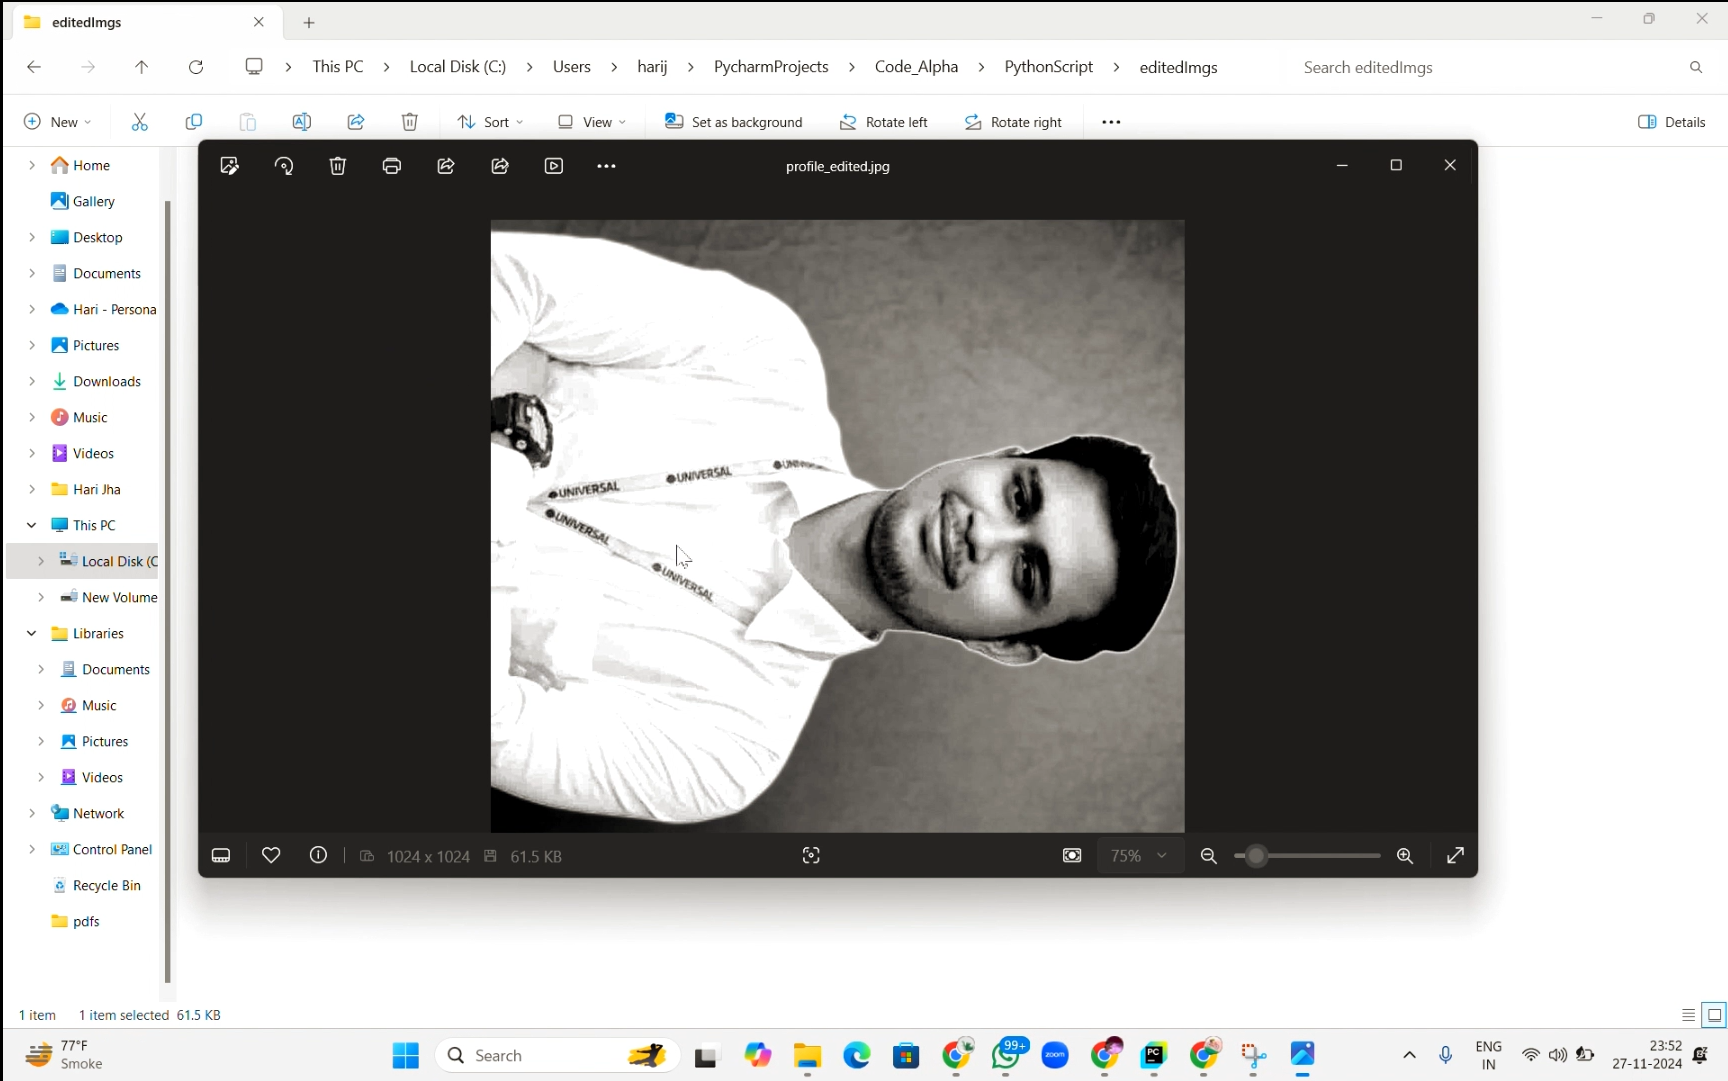 editedImgs
This PC > Local Disk (C:) > Users > harij > PycharmProjects > Code_Alpha > PythonScript > editedImgs
Search editedImgs
New
Sort
View
Set as background
Rotate left
Rotate right
Details
profile_edited.jpg
Home
Gallery
Desktop
Documents
Hari - Persona
Pictures
Downloads
Music
Videos
Hari Jha
This PC
Local Disk (C
New Volume
Libraries
Documents
Music
Pictures
Videos
Network
Control Panel
Recycle Bin
pdfs
UNIVERSAL
UNIVERSAL
UNIV
UNIVERSAL
UNIVERSAL
1024 x 1024
61.5 KB
75%
1 item
1 item selected 61.5 KB
77°F
Smoke
Search
99+
zoom
PC
ENG
IN
23:52
27-11-2024